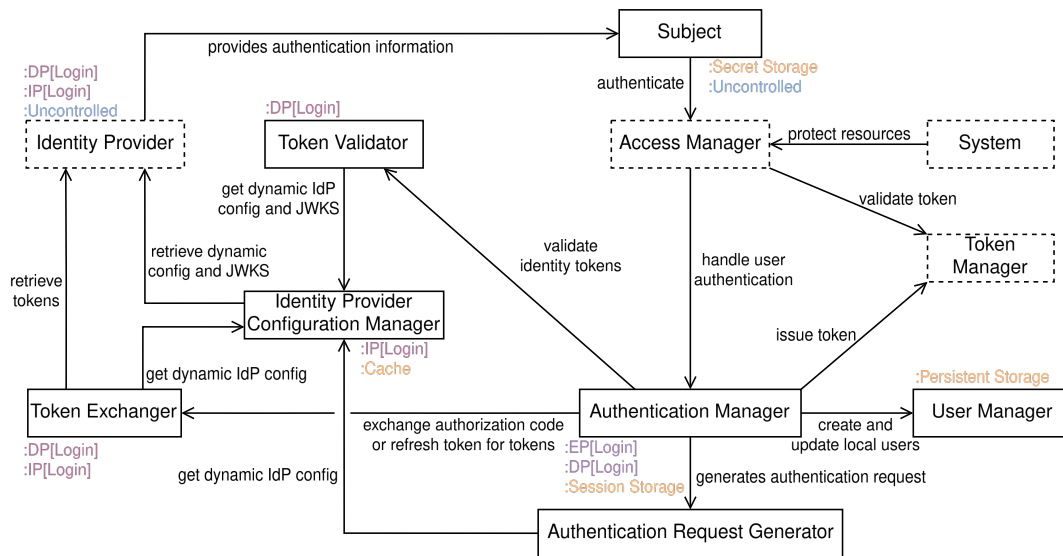 Subject
provides authentication information
:DP[Login]
:IP[Login]
:Uncontrolled
:Secret Storage
:Uncontrolled
authenticate
:DP[Login]
Identity Provider
Token Validator
Access Manager
protect resources
System
get dynamic IdP
config and JWKS
validate token
retrieve dynamic
config and JWKS
validate
identity tokens
handle user
authentication
Token
Manager
retrieve
tokens
Identity Provider
Configuration Manager
:IP[Login]
:Cache
issue token
get dynamic IdP config
:Persistent Storage
Token Exchanger
exchange authorization code
or refresh token for tokens
Authentication Manager
create and
update local users
User Manager
:DP[Login]
:IP[Login]
:EP[Login]
:DP[Login]
:Session Storage
get dynamic IdP config
generates authentication request
Authentication Request Generator